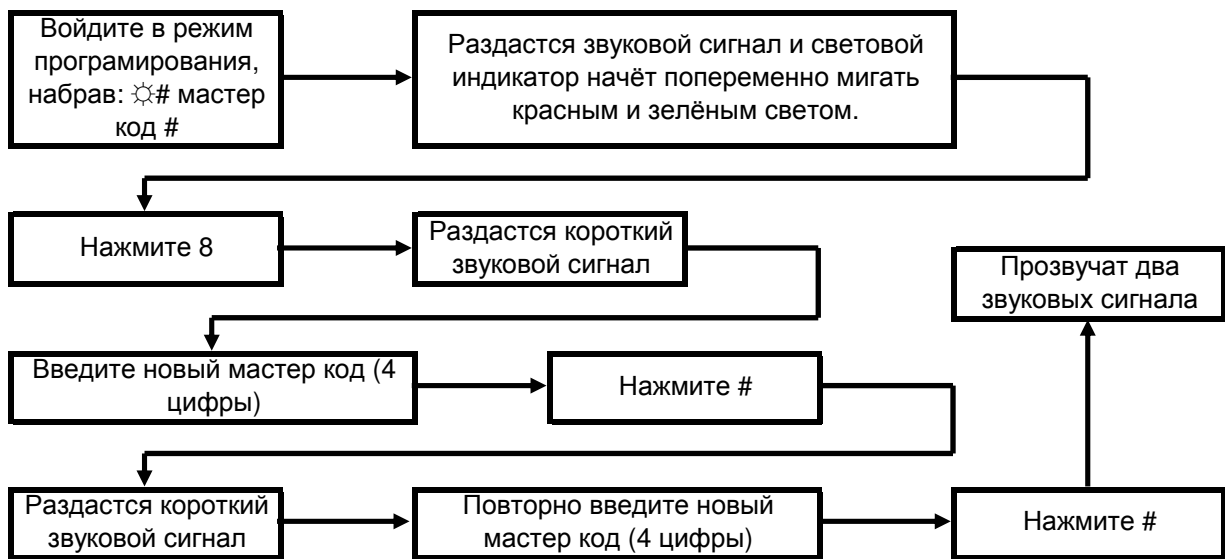 Войдите в режим
програмирования,
набрав: ☼# мастер
код #
Раздастся звуковой сигнал и световой
индикатор начёт попеременно мигать
красным и зелёным светом.
Нажмите 8
Раздастся короткий
звуковой сигнал
Введите новый мастер код (4
цифры)
Нажмите #
Раздастся короткий
звуковой сигнал
Повторно введите новый
мастер код (4 цифры)
Нажмите #
Прозвучат два
звуковых сигнала